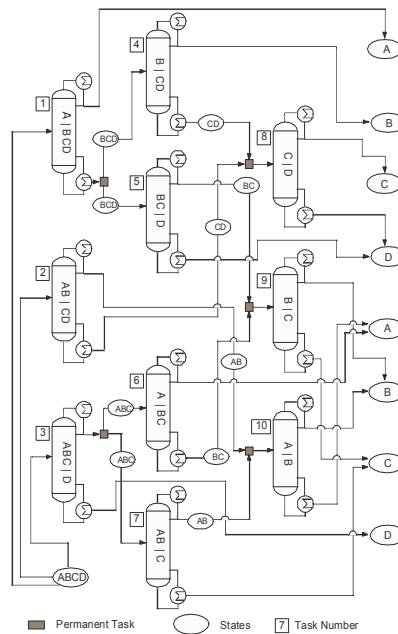 A
4
B | CD
1
A | BCD
B
BCD
CD
8
C | D
5
BCD
BC | D
BC
C
CD
D
2
AB | CD
9
B | C
A
AB
6
A | BC
B
10
A | B
3
ABC | D
ABC
BC
ABC
C
7
AB | C
AB
D
ABCD
Permanent Task
States
7 Task Number